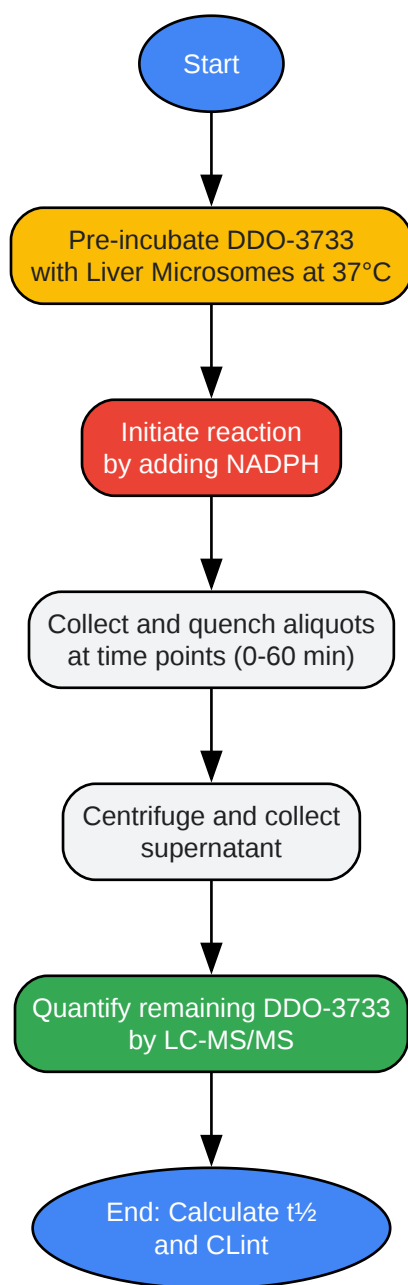 Start
Pre-incubate DDO-3733
with Liver Microsomes at 37°C
Initiate reaction
by adding NADPH
Collect and quench aliquots
at time points (0-60 min)
Centrifuge and collect
supernatant
Quantify remaining DDO-3733
by LC-MS/MS
End: Calculate t½
and CLint